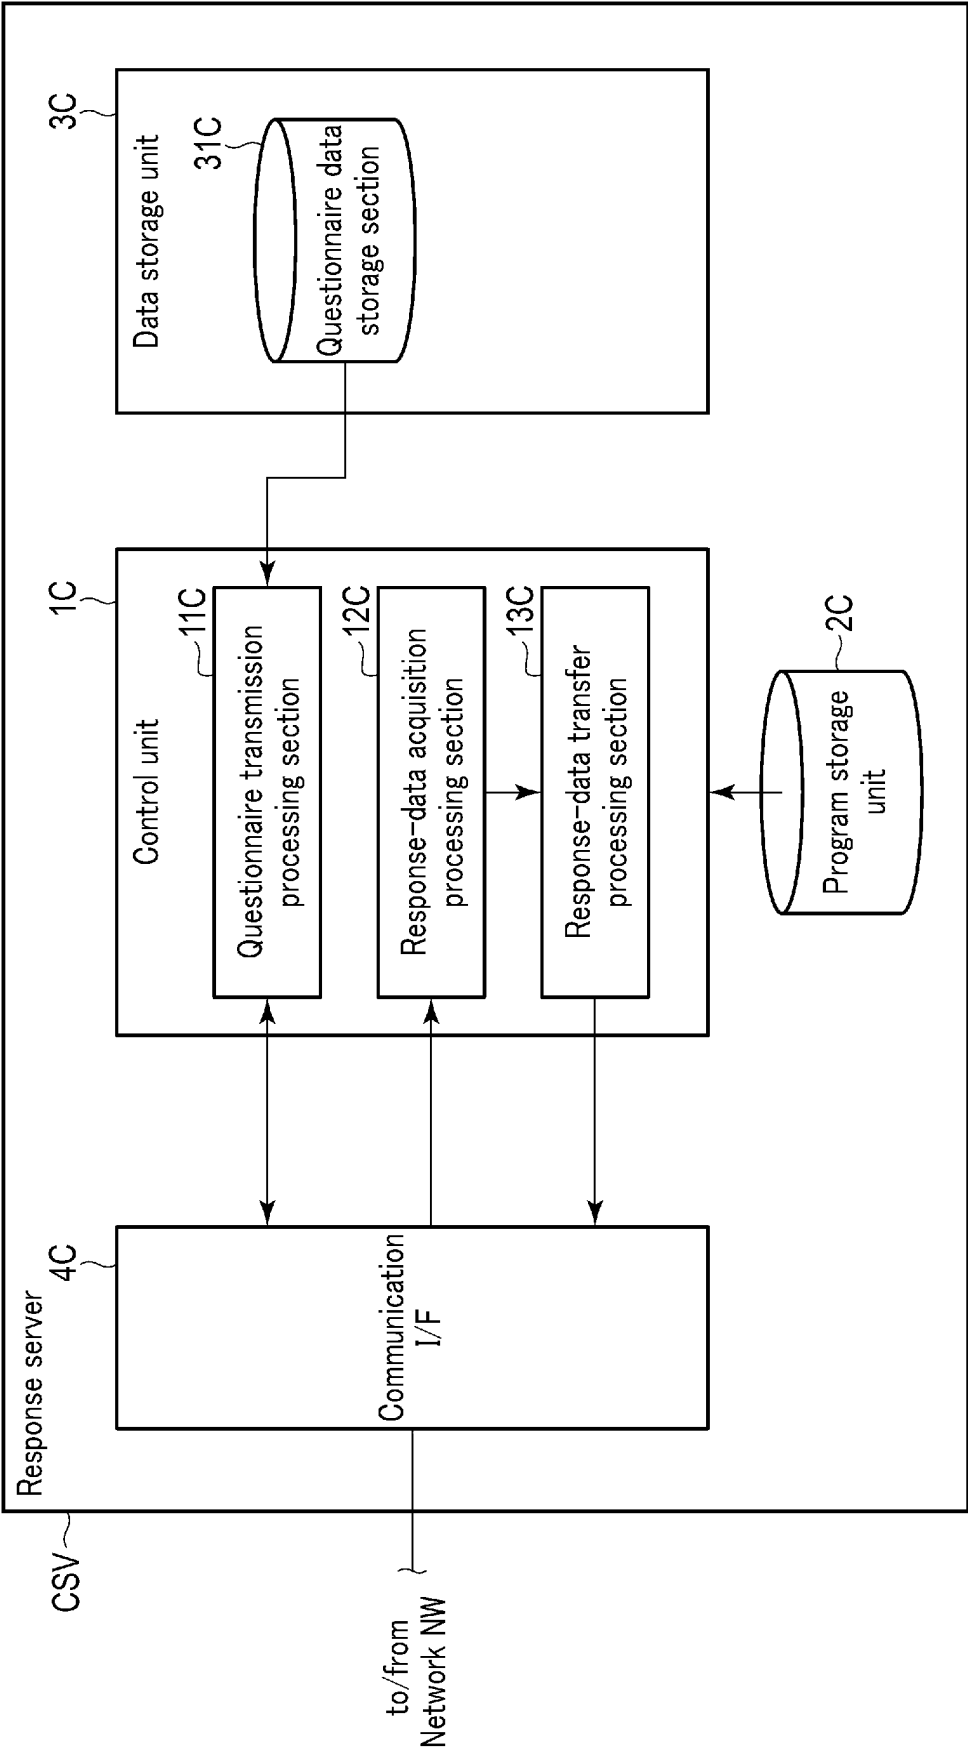 CSV
Response server
to/from
Network NW
4C
Communication
I/F
1C
Control unit
11C
Questionnaire transmission
processing section
12C
Response-data acquisition
processing section
13C
Response-data transfer
processing section
2C
Program storage
unit
3C
Data storage unit
31C
Questionnaire data
storage section